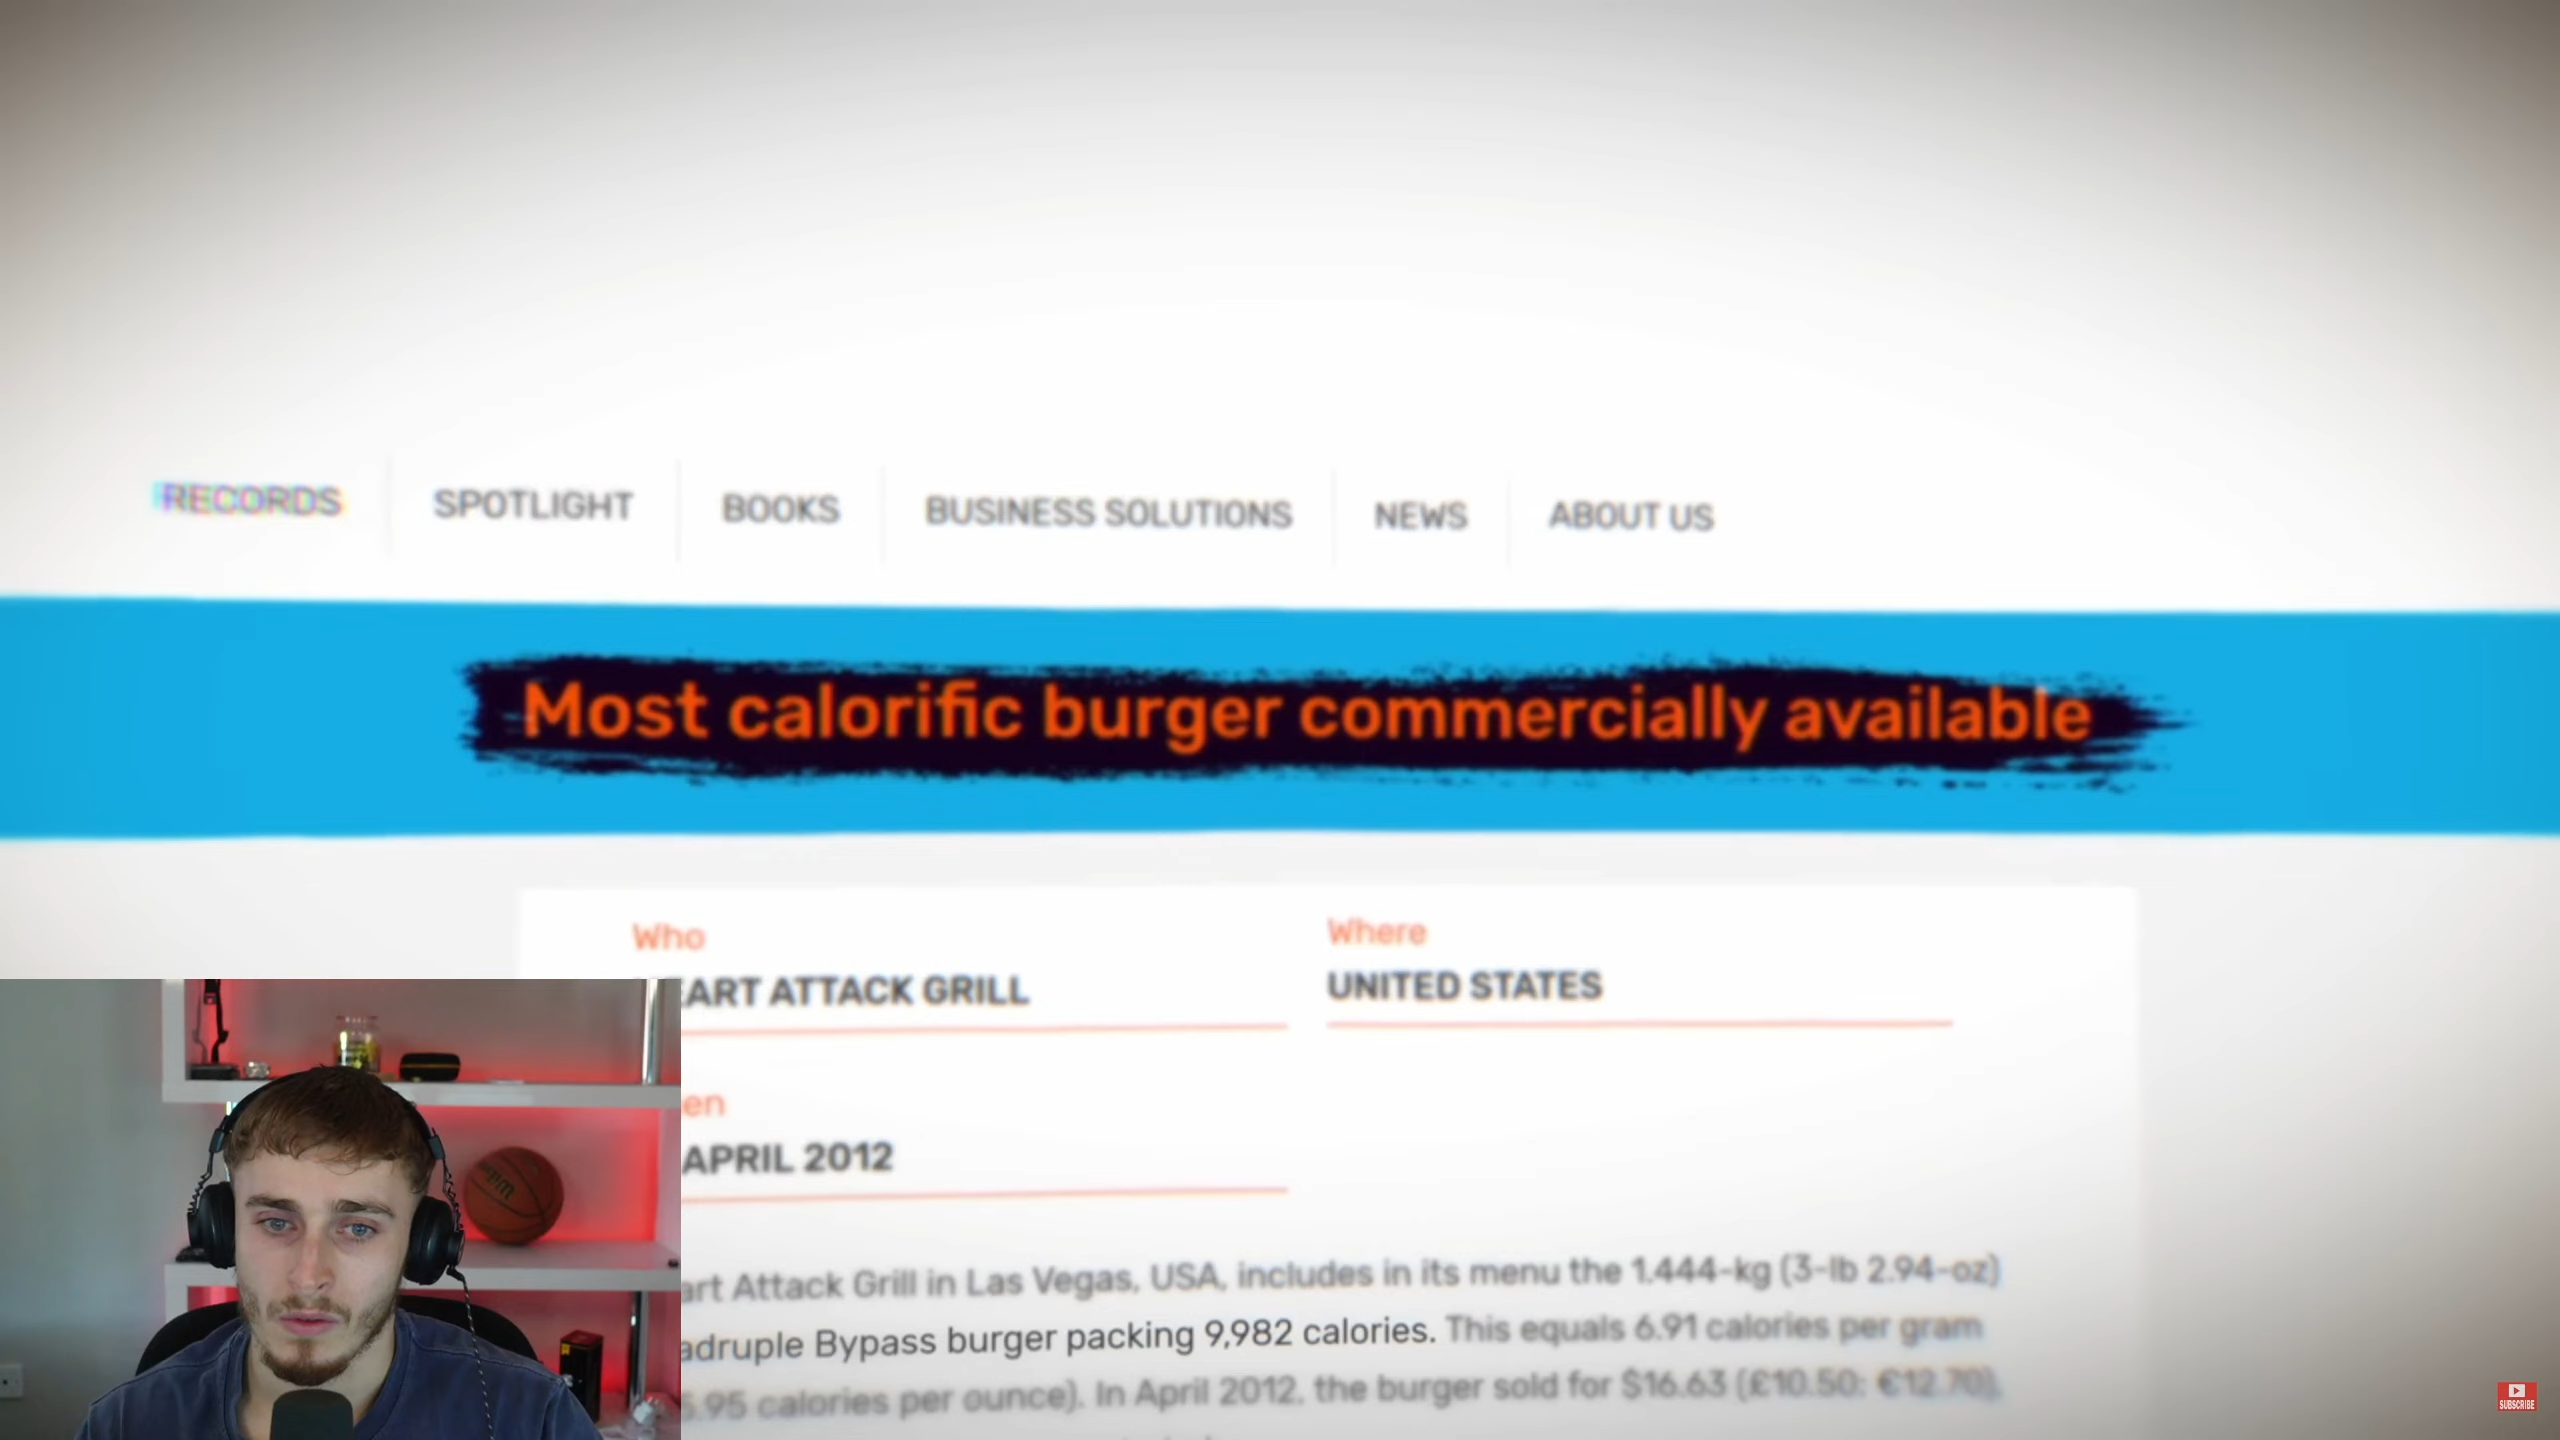 RECORDS
SPOTLIGHT
BOOKS
BUSINESS SOLUTIONS
NEWS
ABOUT US
Most calorific burger commercially available
Who
Where
EART ATTACK GRILL
UNITED STATES
en
APRIL 2012
art Attack Grill in Las Vegas, USA, includes in its menu the 1.444-kg (3-lb 2.94-oz)
adruple Bypass burger packing 9,982 calories. This equals 6.91 calories per gram
5.95 calories per ounce). In April 2012, the burger sold for $16.63 (£10.50; €12.70).
SUBSCRIBE